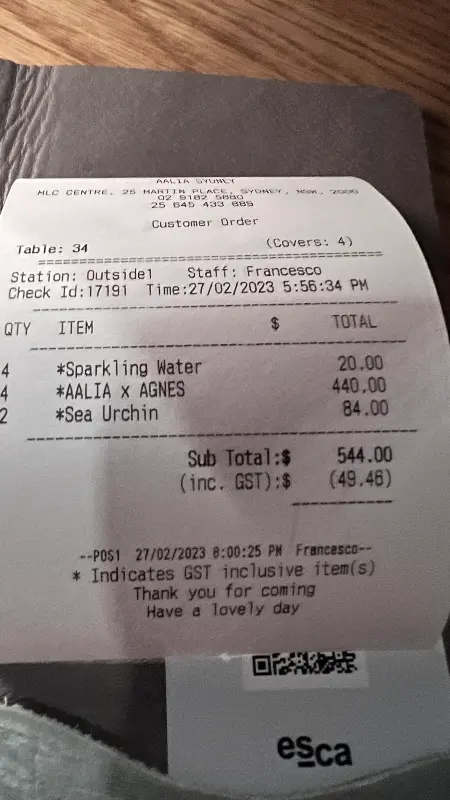 AALIA SYDNEY
MLC CENTRE, 25 MARTIN PLACE, SYDNEY, NSW, 2000
02 9182 5880
25 645 433 889
Customer Order
Table: 34 (Covers: 4)
Station: Outside1 Staff: Francesco
Check Id:17191 Time:27/02/2023 5:56:34 PM
QTY ITEM $ TOTAL
4 *Sparkling Water 20.00
4 *AALIA x AGNES 440.00
2 *Sea Urchin 84.00
Sub Total:$ 544.00
(inc. GST):$ (49.46)
--POS1 27/02/2023 8:00:25 PM Francesco--
* Indicates GST inclusive item(s)
Thank you for coming
Have a lovely day
esca